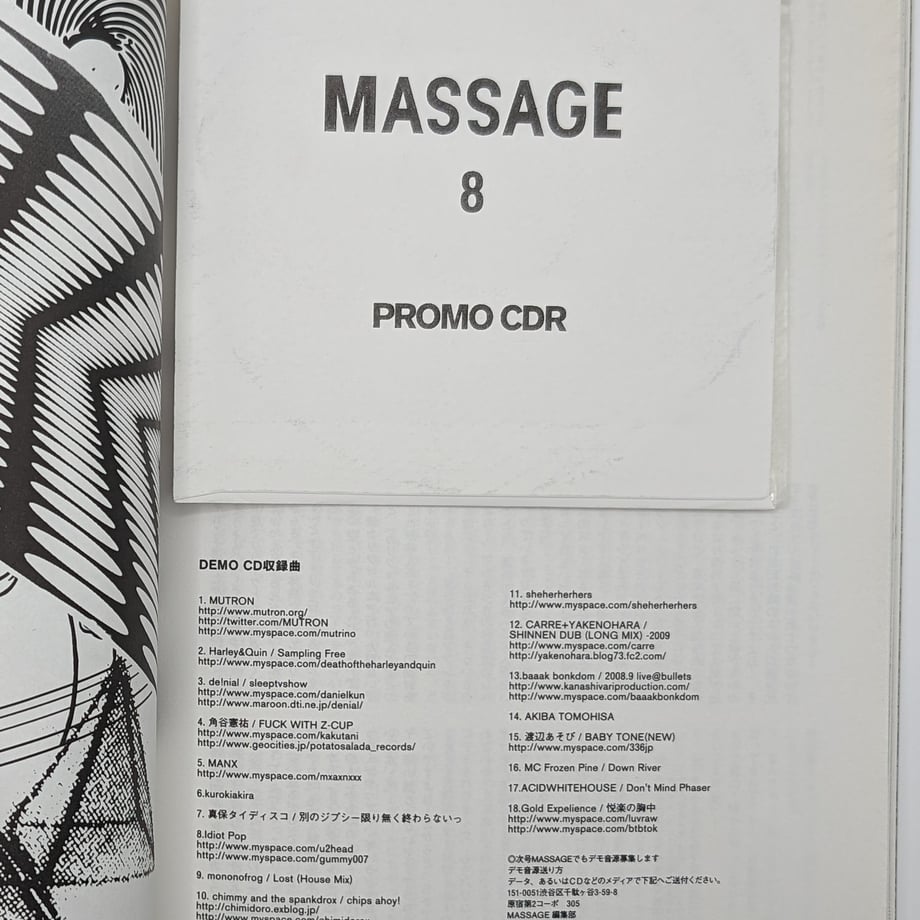 MASSAGE
8
PROMO CDR
DEMO CD収録曲
1. MUTRON
http://www.mutron.org/
http://twitter.com/MUTRON
http://www.myspace.com/mutrino
2. Harley&Quin / Sampling Free
http://www.myspace.com/deathoftheharleyandquin
3. de!nial / sleeptvshow
http://www.myspace.com/danielkun
http://www.maroon.dti.ne.jp/denial/
4. 角谷憲祐 / FUCK WITH Z-CUP
http://www.myspace.com/kakutani
http://www.geocities.jp/potatosalada_records/
5. MANX
http://www.myspace.com/mxaxnxxx
6.kurokiakira
7. 真保タイディスコ / 別のジプシー限り無く終わらないっ
8.Idiot Pop
http://www.myspace.com/u2head
http://www.myspace.com/gummy007
9. mononofrog / Lost (House Mix)
10. chimmy and the spankdrox / chips ahoy!
http://chimidoro.exblog.jp/
http://www.myspace.com/chimidoro
11. sheherherhers
http://www.myspace.com/sheherherhers
12. CARRE+YAKENOHARA /
SHINNEN DUB (LONG MIX) -2009
http://www.myspace.com/carre
http://yakenohara.blog73.fc2.com/
13.baaak bonkdom / 2008.9 live@bullets
http://www.kanashivariproduction.com/
http://www.myspace.com/baaakbonkdom
14. AKIBA TOMOHISA
15. 渡辺あそび / BABY TONE(NEW)
http://www.myspace.com/336jp
16. MC Frozen Pine / Down River
17.ACIDWHITEHOUSE / Don't Mind Phaser
18.Gold Expelience / 悦楽の胸中
http://www.myspace.com/luvraw
http://www.myspace.com/btbtok
◎次号MASSAGEでもデモ音源募集します
デモ音源送り方
データ、あるいはCDなどのメディアで下記へご送付ください。
151-0051渋谷区千駄ヶ谷3-59-8
原宿第2コーポ 305
MASSAGE 編集部